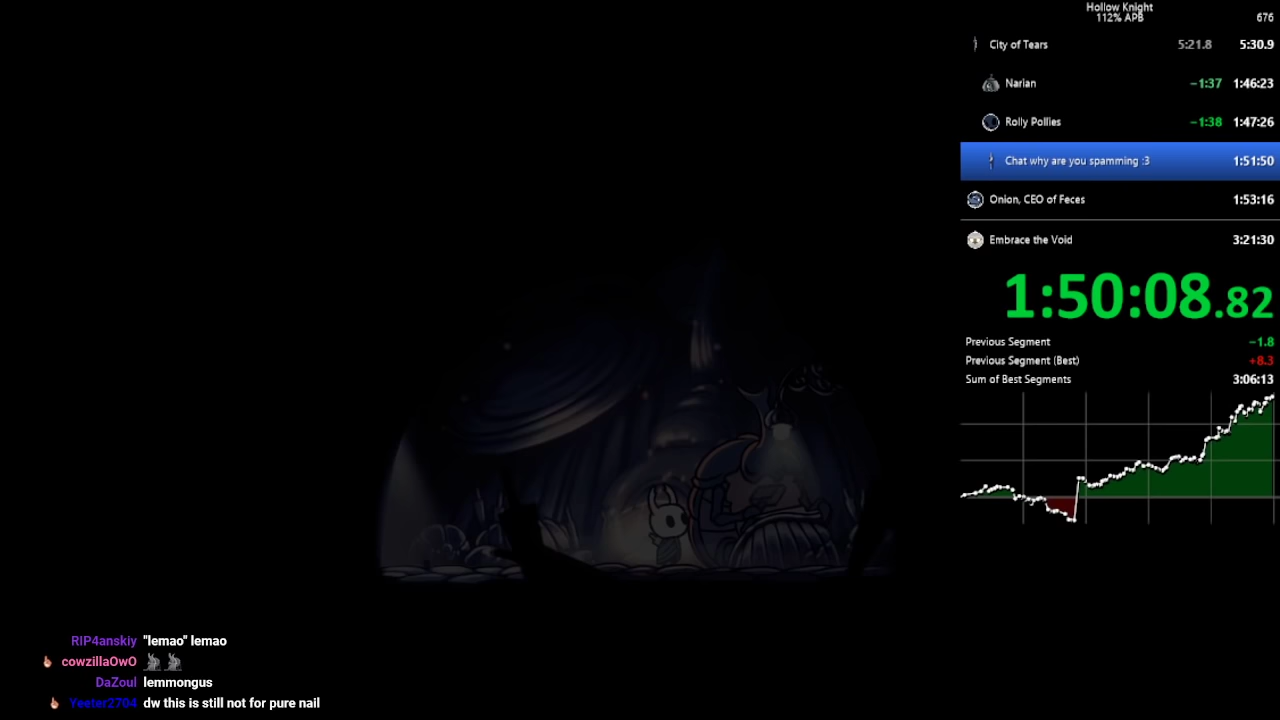 Hollow Knight
112% APB 676
City of Tears 5:21.8 5:30.9
Narian −1:37 1:46:23
Rolly Pollies −1:38 1:47:26
Chat why are you spamming :3 1:51:50
Onion, CEO of Feces 1:53:16
Embrace the Void 3:21:30
1:50:08.82
Previous Segment −1.8
Previous Segment (Best) +8.3
Sum of Best Segments 3:06:13
RIP4anskiy "lemao" lemao
cowzillaOwO
DaZoul lemmongus
Yeeter2704 dw this is still not for pure nail